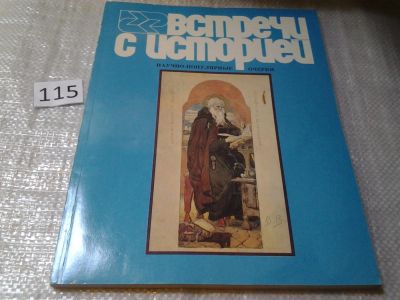 встречи
с историей
НАУЧНО-ПОПУЛЯРНЫЕ ОЧЕРКИ
115